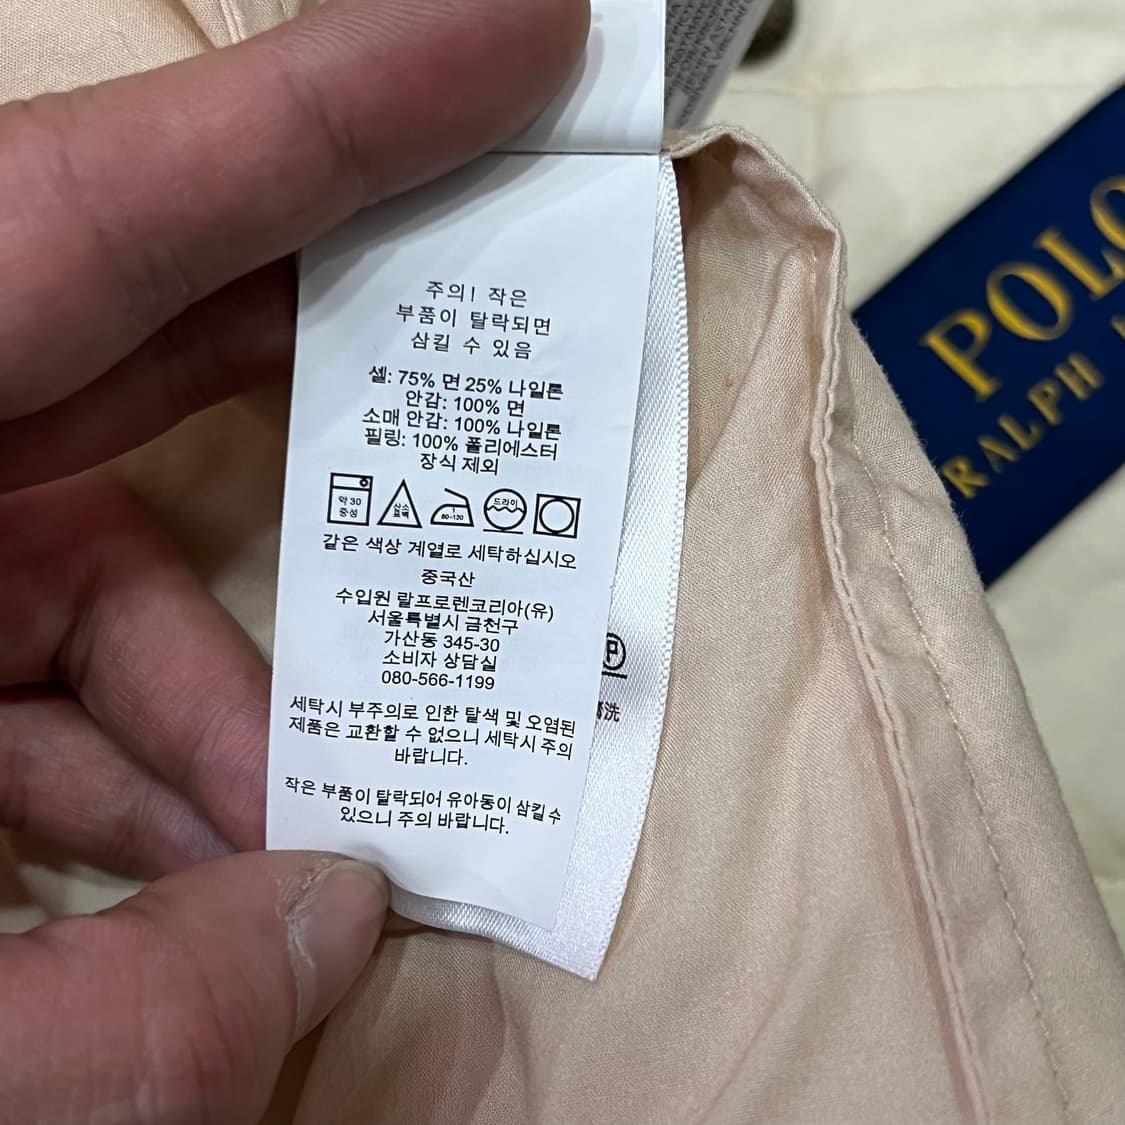 주의! 작은
부품이 탈락되면
삼킬 수 있음
셸: 75% 면 25% 나일론
안감: 100% 면
소매 안감: 100% 나일론
필링: 100% 폴리에스터
장식 제외
약 30
중성
산소
표백
80-120
드라이
같은 색상 계열로 세탁하십시오
중국산
수입원 랄프로렌코리아(유)
서울특별시 금천구
가산동 345-30
소비자 상담실
080-566-1199
세탁시 부주의로 인한 탈색 및 오염된
제품은 교환할 수 없으니 세탁시 주의
바랍니다.
작은 부품이 탈락되어 유아동이 삼킬 수
있으니 주의 바랍니다.
P
洗
POLO
RALPH